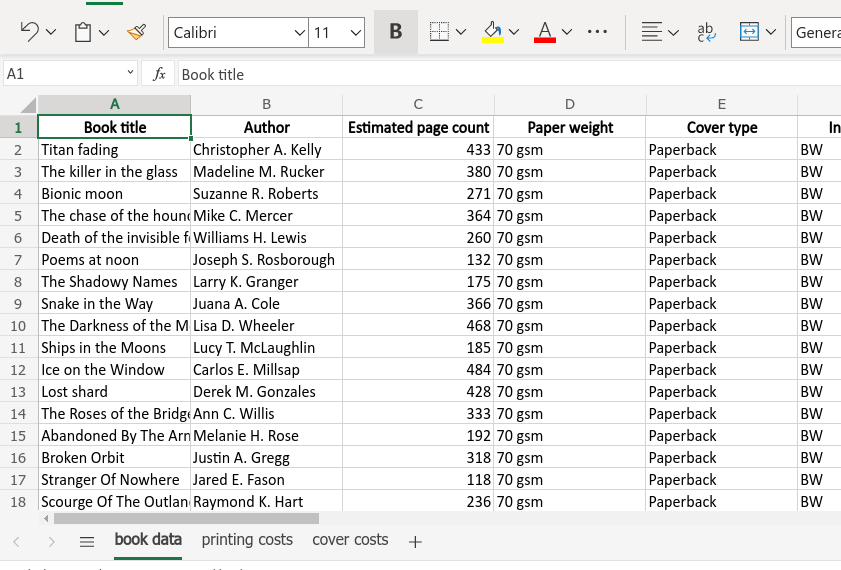 Calibri 11 B A ab c Genera
A1 fx Book title
A B C D E
1 Book title Author Estimated page count Paper weight Cover type In
2 Titan fading Christopher A. Kelly 433 70 gsm Paperback BW
3 The killer in the glass Madeline M. Rucker 380 70 gsm Paperback BW
4 Bionic moon Suzanne R. Roberts 271 70 gsm Paperback BW
5 The chase of the houn Mike C. Mercer 364 70 gsm Paperback BW
6 Death of the invisible f Williams H. Lewis 260 70 gsm Paperback BW
7 Poems at noon Joseph S. Rosborough 132 70 gsm Paperback BW
8 The Shadowy Names Larry K. Granger 175 70 gsm Paperback BW
9 Snake in the Way Juana A. Cole 366 70 gsm Paperback BW
10 The Darkness of the M Lisa D. Wheeler 468 70 gsm Paperback BW
11 Ships in the Moons Lucy T. McLaughlin 185 70 gsm Paperback BW
12 Ice on the Window Carlos E. Millsap 484 70 gsm Paperback BW
13 Lost shard Derek M. Gonzales 428 70 gsm Paperback BW
14 The Roses of the Bridg Ann C. Willis 333 70 gsm Paperback BW
15 Abandoned By The Arn Melanie H. Rose 192 70 gsm Paperback BW
16 Broken Orbit Justin A. Gregg 318 70 gsm Paperback BW
17 Stranger Of Nowhere Jared E. Fason 118 70 gsm Paperback BW
18 Scourge Of The Outlan Raymond K. Hart 236 70 gsm Paperback BW
book data printing costs cover costs